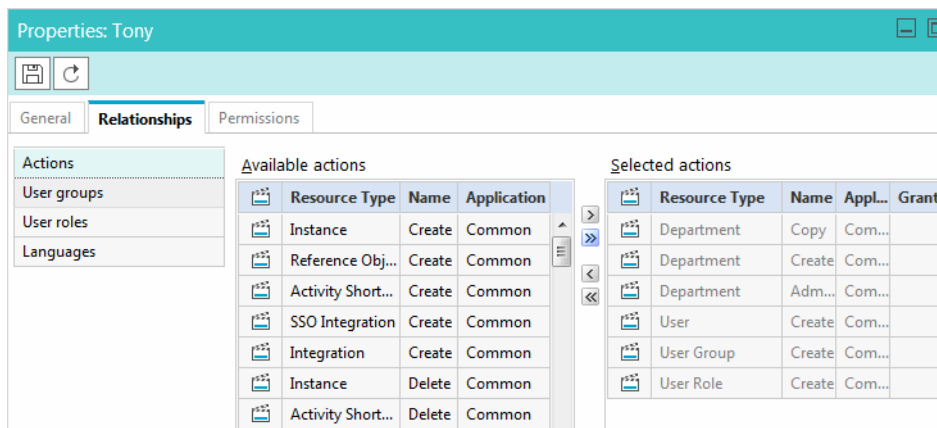 Properties: Tony
General Relationships Permissions
Actions
User groups
User roles
Languages
Available actions
Resource Type Name Application
Instance Create Common
Reference Obj... Create Common
Activity Short... Create Common
SSO Integration Create Common
Integration Create Common
Instance Delete Common
Activity Short... Delete Common
Selected actions
Resource Type Name Appl... Grant
Department Copy Com...
Department Create Com...
Department Adm... Com...
User Create Com...
User Group Create Com...
User Role Create Com...